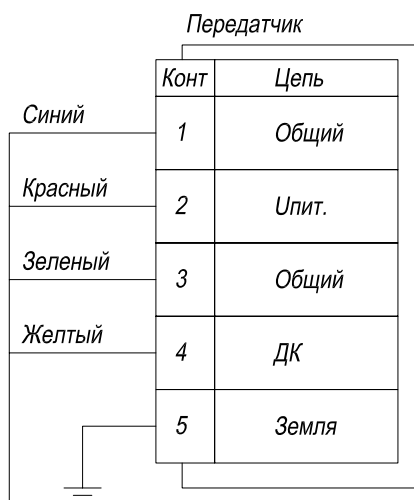 Передатчик
Конт Цепь
Синий 1 Общий
Красный 2 Uпит.
Зеленый 3 Общий
Желтый 4 ДК
5 Земля